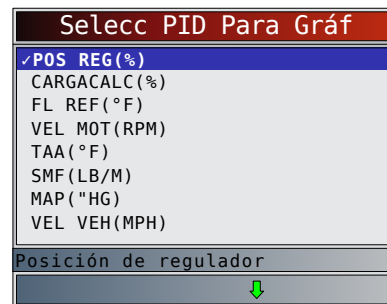 Selecc PID Para Gráf
✓POS REG(%)
CARGACALC(%)
FL REF(°F)
VEL MOT(RPM)
TAA(°F)
SMF(LB/M)
MAP("HG)
VEL VEH(MPH)
Posición de regulador